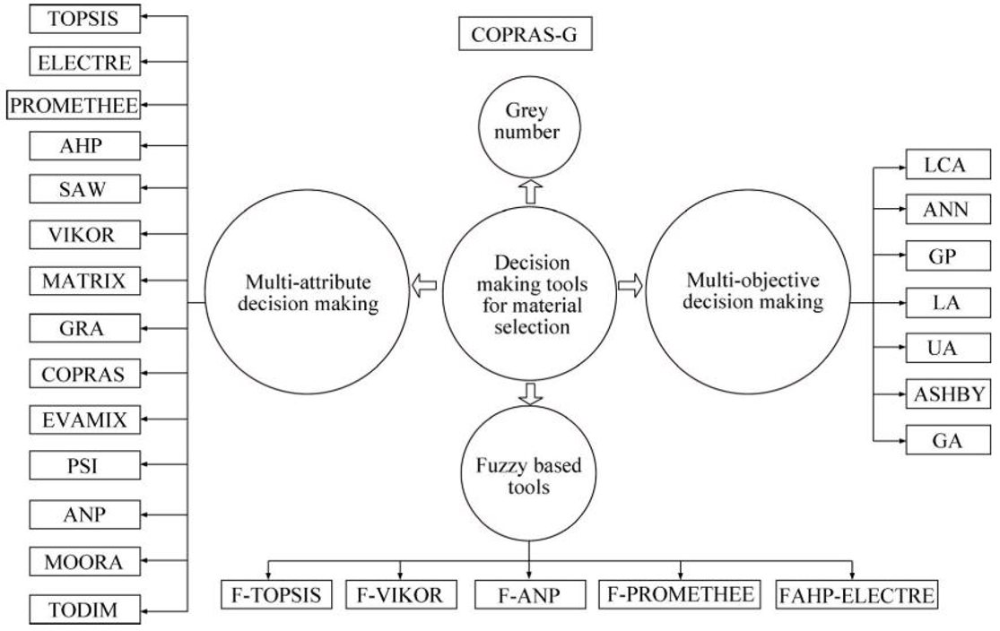 TOPSIS
ELECTRE
PROMETHEE
AHP
SAW
VIKOR
MATRIX
GRA
COPRAS
EVAMIX
PSI
ANP
MOORA
TODIM
Multi-attribute
decision making
COPRAS-G
Grey
number
Decision
making tools
for material
selection
Fuzzy based
tools
F-TOPSIS
F-VIKOR
F-ANP
F-PROMETHEE
FAHP-ELECTRE
Multi-objective
decision making
LCA
ANN
GP
LA
UA
ASHBY
GA